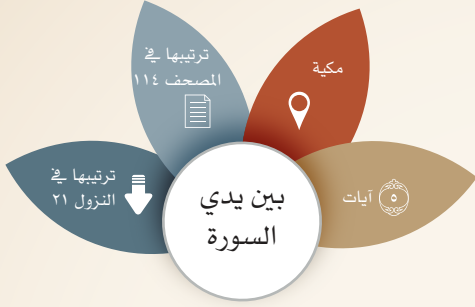 بين يدي
السورة
٥ آيات
مكية
ترتيبها في
المصحف ١١٤
ترتيبها في
النزول ٢١